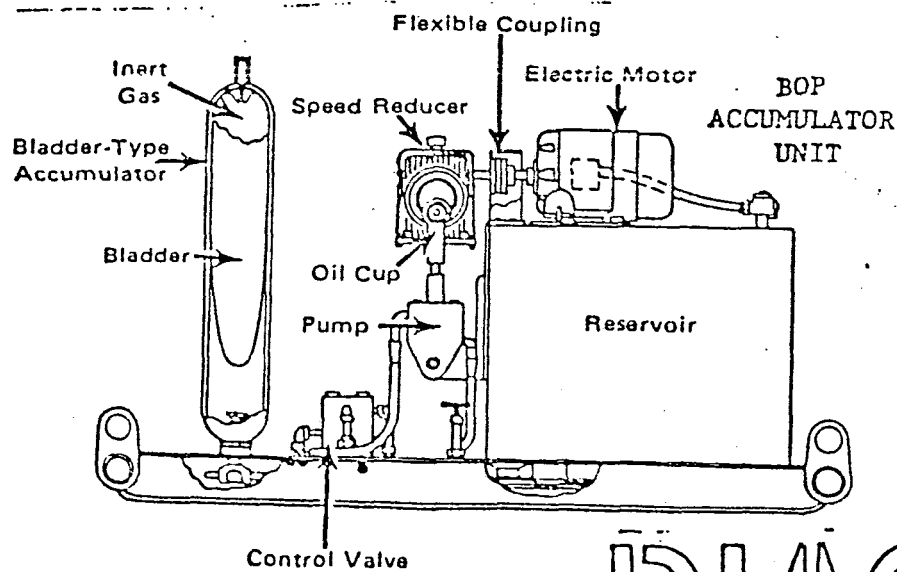 Flexible Coupling
Inert
Gas
Electric Motor
BOP
ACCUMULATOR
UNIT
Speed Reducer
Bladder-Type
Accumulator
Bladder
Oil Cup
Pump
Reservoir
Control Valve